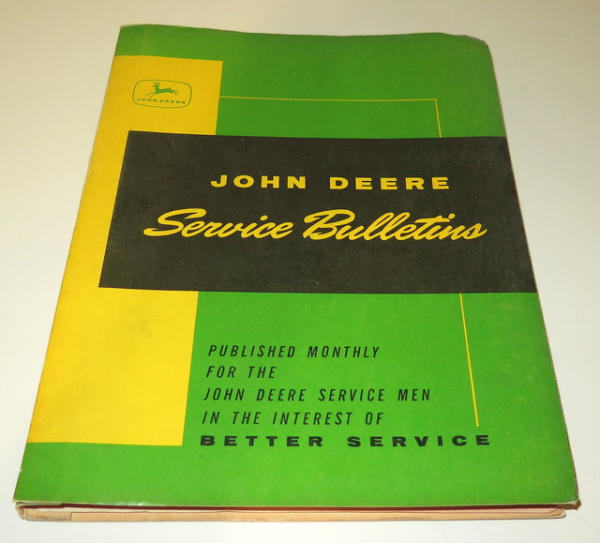 JOHN DEERE
JOHN DEERE
Service Bulletins
PUBLISHED MONTHLY
FOR THE
JOHN DEERE SERVICE MEN
IN THE INTEREST OF
BETTER SERVICE